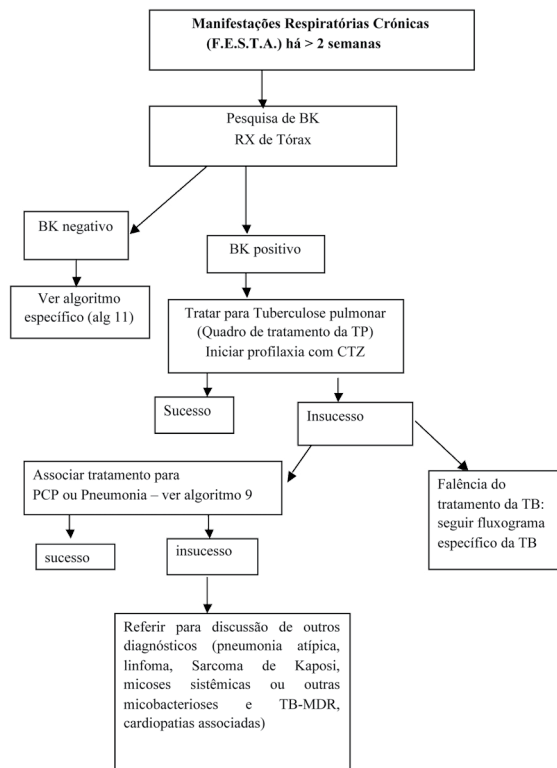 Manifestações Respiratórias Crónicas
(F.E.S.T.A.) há > 2 semanas
Pesquisa de BK
RX de Tórax
BK negativo
BK positivo
Ver algoritmo
específico (alg 11)
Tratar para Tuberculose pulmonar
(Quadro de tratamento da TP)
Iniciar profilaxia com CTZ
Sucesso
Insucesso
Associar tratamento para
PCP ou Pneumonia – ver algoritmo 9
Falência do
tratamento da TB:
seguir fluxograma
específico da TB
sucesso
insucesso
Referir para discussão de outros
diagnósticos (pneumonia atípica,
linfoma, Sarcoma de Kaposi,
micoses sistêmicas ou outras
micobacterioses e TB-MDR,
cardiopatias associadas)